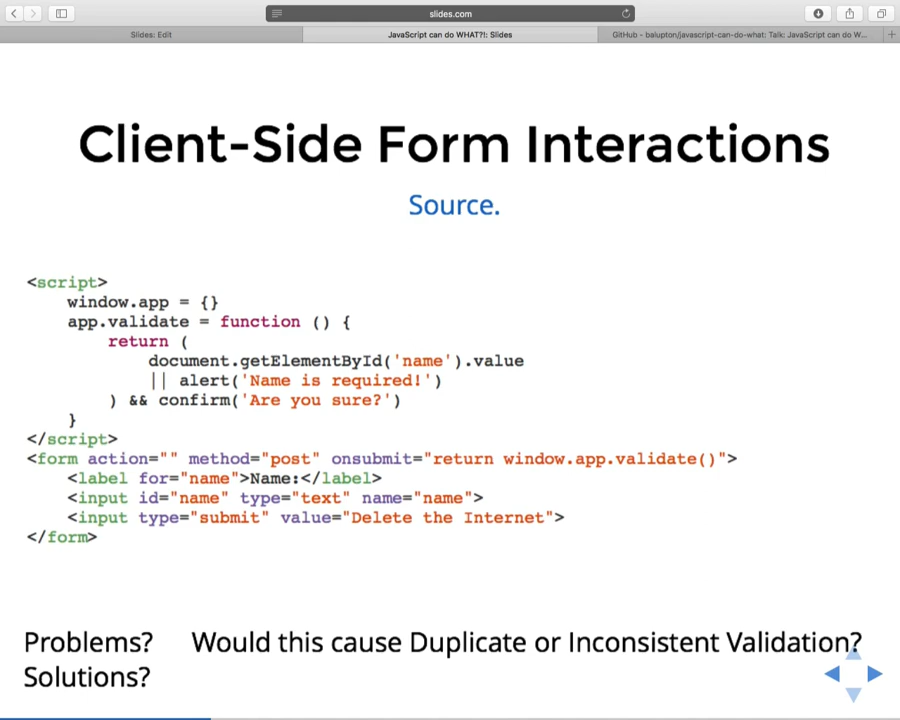 slides.com
Slides: Edit
JavaScript can do WHAT?!: Slides
GitHub - balupton/javascript-can-do-what: Talk: JavaScript can do W...
Client-Side Form Interactions
Source.
<script>
window.app = {}
app.validate = function () {
return (
document.getElementById('name').value
|| alert('Name is required!')
) && confirm('Are you sure?')
}
</script>
<form action="" method="post" onsubmit="return window.app.validate()">
<label for="name">Name:</label>
<input id="name" type="text" name="name">
<input type="submit" value="Delete the Internet">
</form>
Problems? Would this cause Duplicate or Inconsistent Validation?
Solutions?